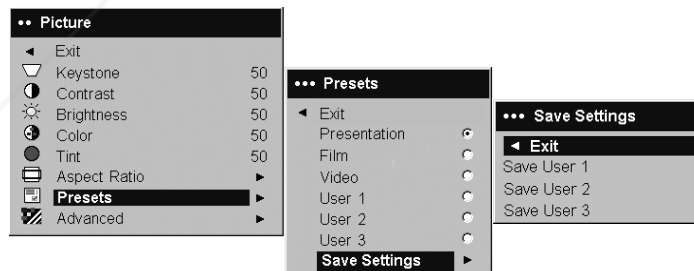 •• Picture
◄ Exit
Keystone 50
Contrast 50
Brightness 50
Color 50
Tint 50
Aspect Ratio ►
Presets ►
Advanced ►
••• Presets
◄ Exit
Presentation
Film
Video
User 1
User 2
User 3
Save Settings ►
••• Save Settings
◄ Exit
Save User 1
Save User 2
Save User 3